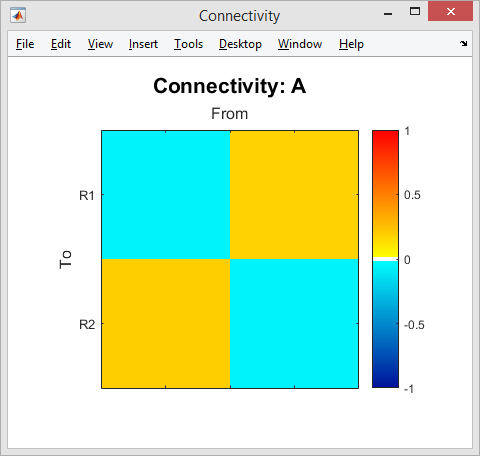 Connectivity
File Edit View Insert Tools Desktop Window Help
Connectivity: A
From
To
R1
R2
1
0.5
0
-0.5
-1